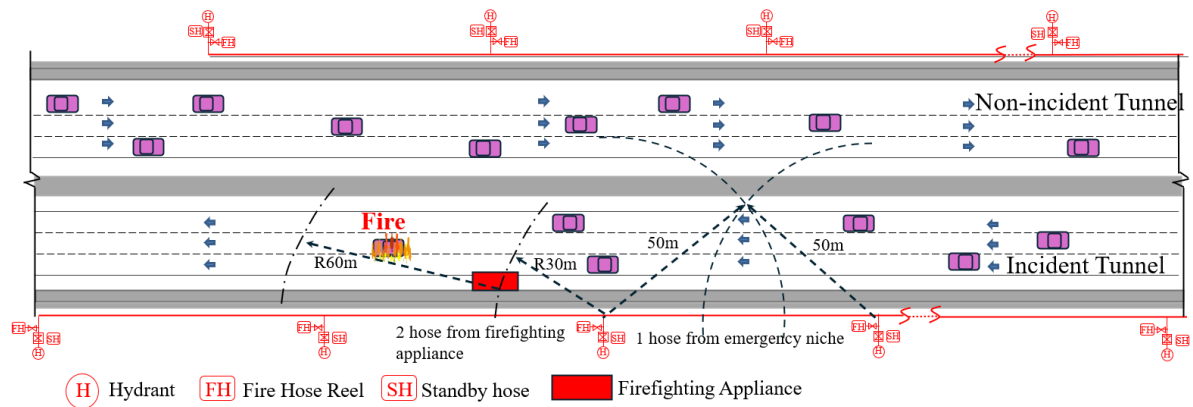 H H H H
SH SH SH SH
FH FH FH FH
Non-incident Tunnel
Fire
50m 50m
R60m R30m
Incident Tunnel
FH FH FH FH FH
SH SH SH SH SH
H H H H H
2 hose from firefighting
appliance
1 hose from emergency niche
H Hydrant FH Fire Hose Reel SH Standby hose Firefighting Appliance